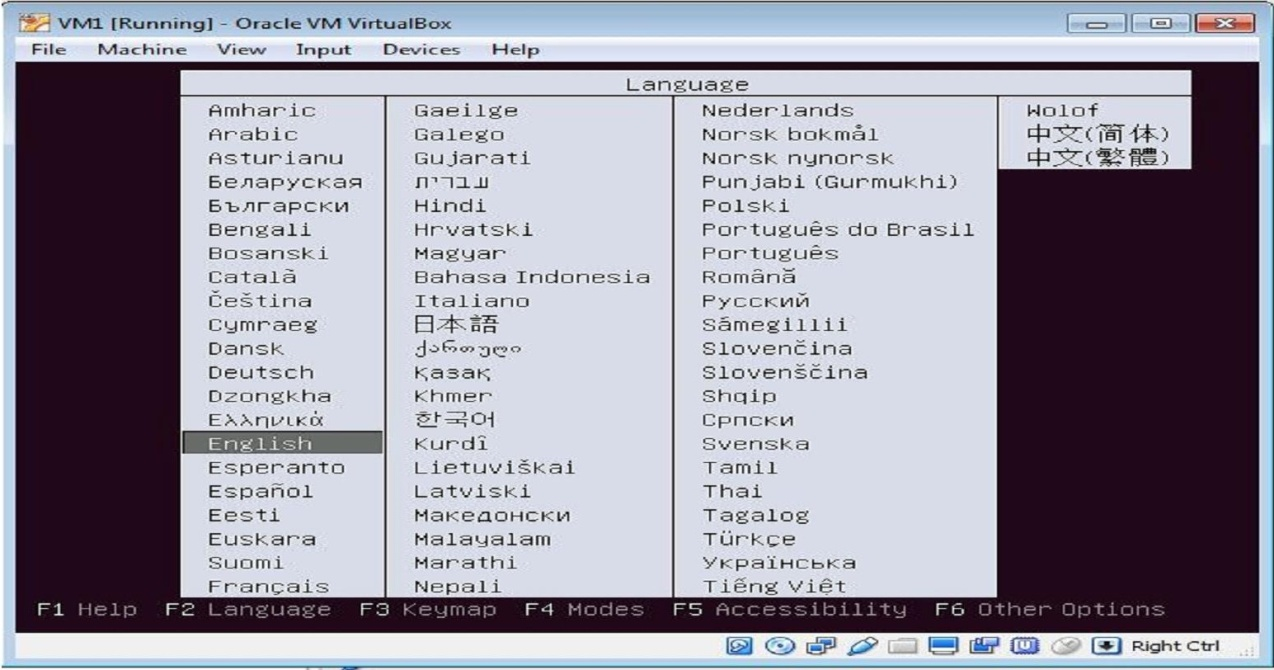 VM1 [Running] - Oracle VM VirtualBox
File Machine View Input Devices Help
Language
Amharic
Arabic
Asturianu
Беларуская
Български
Bengali
Bosanski
Català
Čeština
Cymraeg
Dansk
Deutsch
Dzongkha
Ελληνικά
English
Esperanto
Español
Eesti
Euskara
Suomi
Français
Gaeilge
Galego
Gujarati
עברית
Hindi
Hrvatski
Magyar
Bahasa Indonesia
Italiano
日本語
ქართული
Қазақ
Khmer
한국어
Kurdî
Lietuviškai
Latviski
Македонски
Malayalam
Marathi
Nepali
Nederlands
Norsk bokmål
Norsk nynorsk
Punjabi (Gurmukhi)
Polski
Português do Brasil
Português
Română
Русский
Sámegillii
Slovenčina
Slovenščina
Shqip
Српски
Svenska
Tamil
Thai
Tagalog
Türkçe
Українська
Tiếng Việt
Wolof
中文(简体)
中文(繁體)
F1 Help F2 Language F3 Keymap F4 Modes F5 Accessibility F6 Other Options
Right Ctrl